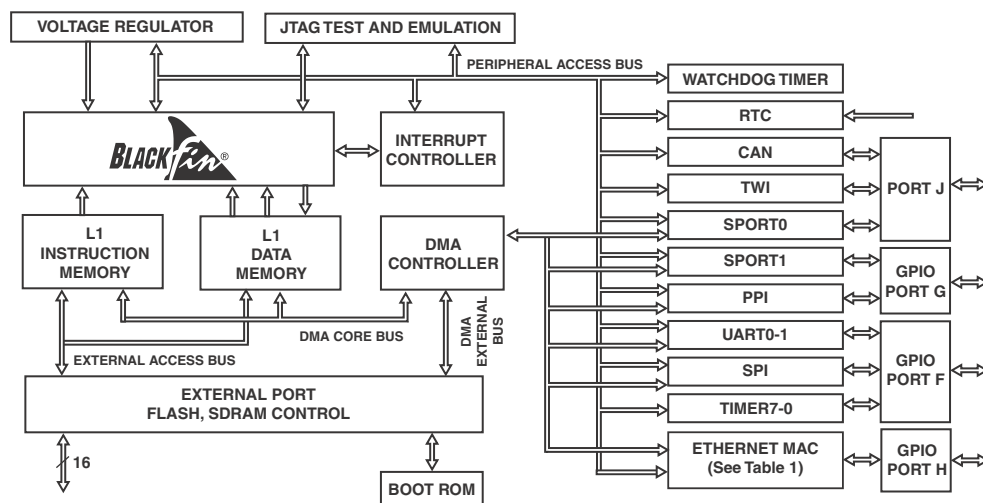 VOLTAGE REGULATOR
JTAG TEST AND EMULATION
PERIPHERAL ACCESS BUS
WATCHDOG TIMER
RTC
BLACKfin®
INTERRUPT
CONTROLLER
CAN
TWI
PORT J
L1
INSTRUCTION
MEMORY
L1
DATA
MEMORY
DMA
CONTROLLER
SPORT0
SPORT1
PPI
GPIO
PORT G
DMA CORE BUS
DMA
EXTERNAL
BUS
EXTERNAL ACCESS BUS
UART0-1
SPI
TIMER7-0
GPIO
PORT F
EXTERNAL PORT
FLASH, SDRAM CONTROL
16
BOOT ROM
ETHERNET MAC
(See Table 1)
GPIO
PORT H